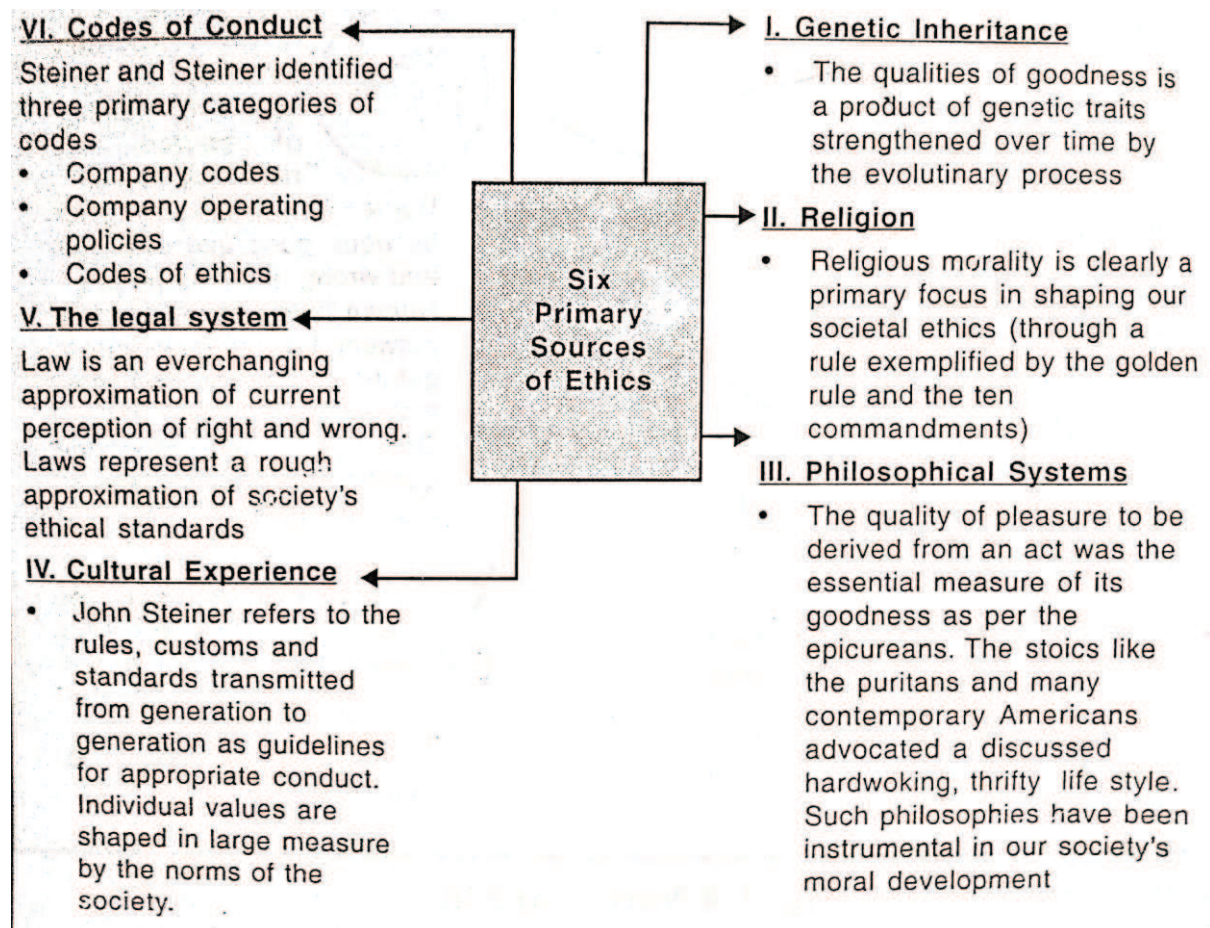 VI. Codes of Conduct
Steiner and Steiner identified
three primary categories of
codes
• Company codes
• Company operating
policies
• Codes of ethics
V. The legal system
Law is an everchanging
approximation of current
perception of right and wrong.
Laws represent a rough
approximation of society's
ethical standards
IV. Cultural Experience
• John Steiner refers to the
rules, customs and
standards transmitted
from generation to
generation as guidelines
for appropriate conduct.
Individual values are
shaped in large measure
by the norms of the
society.
Six
Primary
Sources
of Ethics
I. Genetic Inheritance
• The qualities of goodness is
a product of genetic traits
strengthened over time by
the evolutinary process
II. Religion
• Religious morality is clearly a
primary focus in shaping our
societal ethics (through a
rule exemplified by the golden
rule and the ten
commandments)
III. Philosophical Systems
• The quality of pleasure to be
derived from an act was the
essential measure of its
goodness as per the
epicureans. The stoics like
the puritans and many
contemporary Americans
advocated a discussed
hardwoking, thrifty life style.
Such philosophies have been
instrumental in our society's
moral development